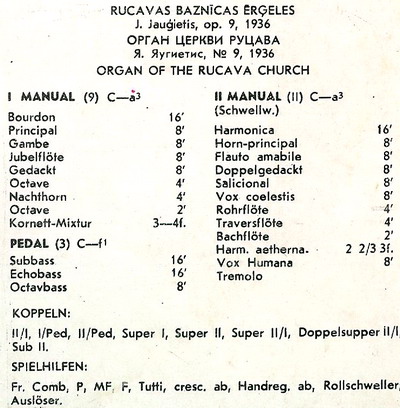 RUCAVAS BAZNĪCAS ĒRĢELES
J. Jauģietis, op. 9, 1936
ОРГАН ЦЕРКВИ РУЦАВА
Я. Яугиетис, № 9, 1936
ORGAN OF THE RUCAVA CHURCH
I MANUAL (9) C—a³
Bourdon 16'
Principal 8'
Gambe 8'
Jubelflöte 8'
Gedackt 8'
Octave 4'
Nachthorn 4'
Octave 2'
Kornett-Mixtur 3—4f.
PEDAL (3) C—f¹
Subbass 16'
Echobass 16'
Octavbass 8'
II MANUAL (II) C—a³
(Schwellw.)
Harmonica 16'
Horn-principal 8'
Flauto amabile 8'
Doppelgedackt 8'
Salicional 8'
Vox coelestis 8'
Rohrflöte 4'
Traversflöte 4'
Bachflöte 2'
Harm. aetherna. 2 2/3 3f.
Vox Humana 8'
Tremolo
KOPPELN:
II/I, I/Ped, II/Ped, Super I, Super II, Super II/I, Doppelsupper II/I,
Sub II.
SPIELHILFEN:
Fr. Comb, P, MF, F, Tutti, cresc. ab, Handreg. ab, Rollschweller,
Auslöser.